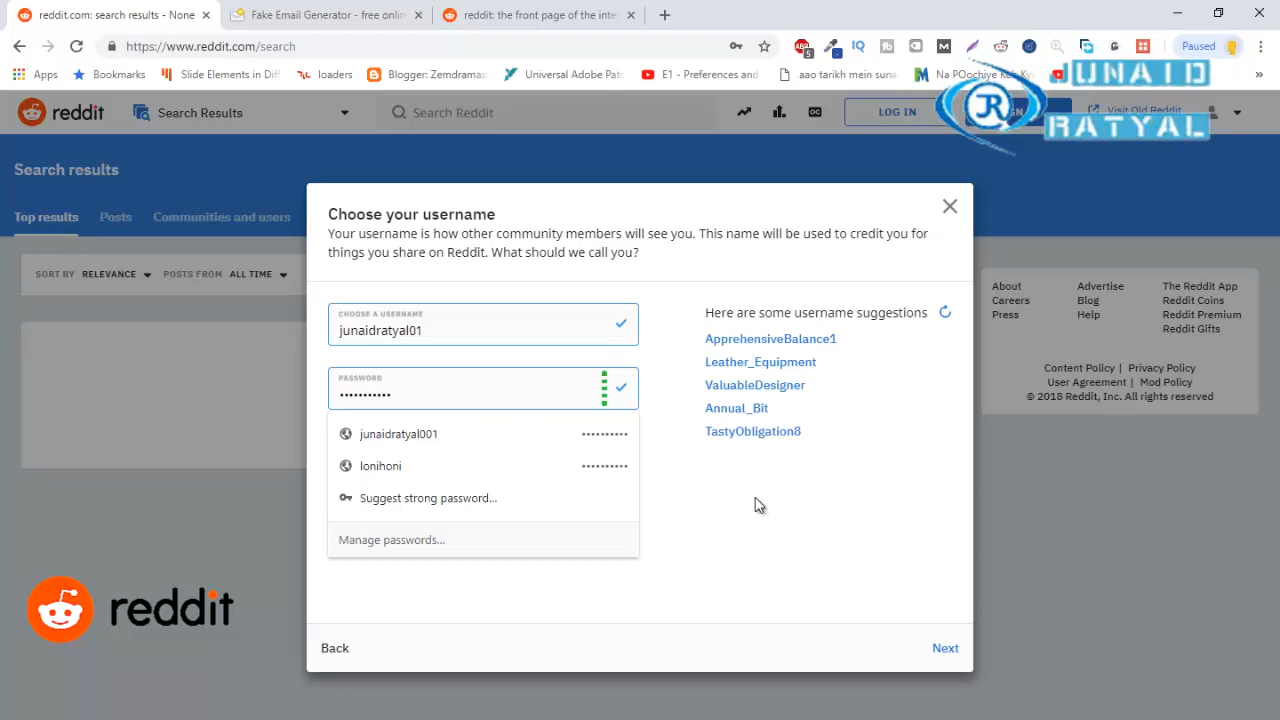 reddit.com: search results - None
Fake Email Generator - free onlin
reddit: the front page of the inte
https://www.reddit.com/search
Paused
Apps
Bookmarks
Slide Elements in Dif
loaders
Blogger: Zemdramas
Universal Adobe Patc
E1 - Preferences and
aao tarikh mein suna
Na POochiye Keh Kya
JUNAID
RATYAL
reddit
Search Results
Search Reddit
LOG IN
Visit Old Reddit
Search results
Top results
Posts
Communities and users
SORT BY RELEVANCE
POSTS FROM ALL TIME
Choose your username
Your username is how other community members will see you. This name will be used to credit you for
things you share on Reddit. What should we call you?
CHOOSE A USERNAME
junaidratyal01
PASSWORD
•••••••••••
junaidratyal001 ••••••••••
lonihoni ••••••••••
Suggest strong password...
Manage passwords...
Here are some username suggestions
ApprehensiveBalance1
Leather_Equipment
ValuableDesigner
Annual_Bit
TastyObligation8
Back
Next
About
Advertise
The Reddit App
Careers
Blog
Reddit Coins
Press
Help
Reddit Premium
Reddit Gifts
Content Policy | Privacy Policy
User Agreement | Mod Policy
© 2018 Reddit, Inc. All rights reserved
reddit